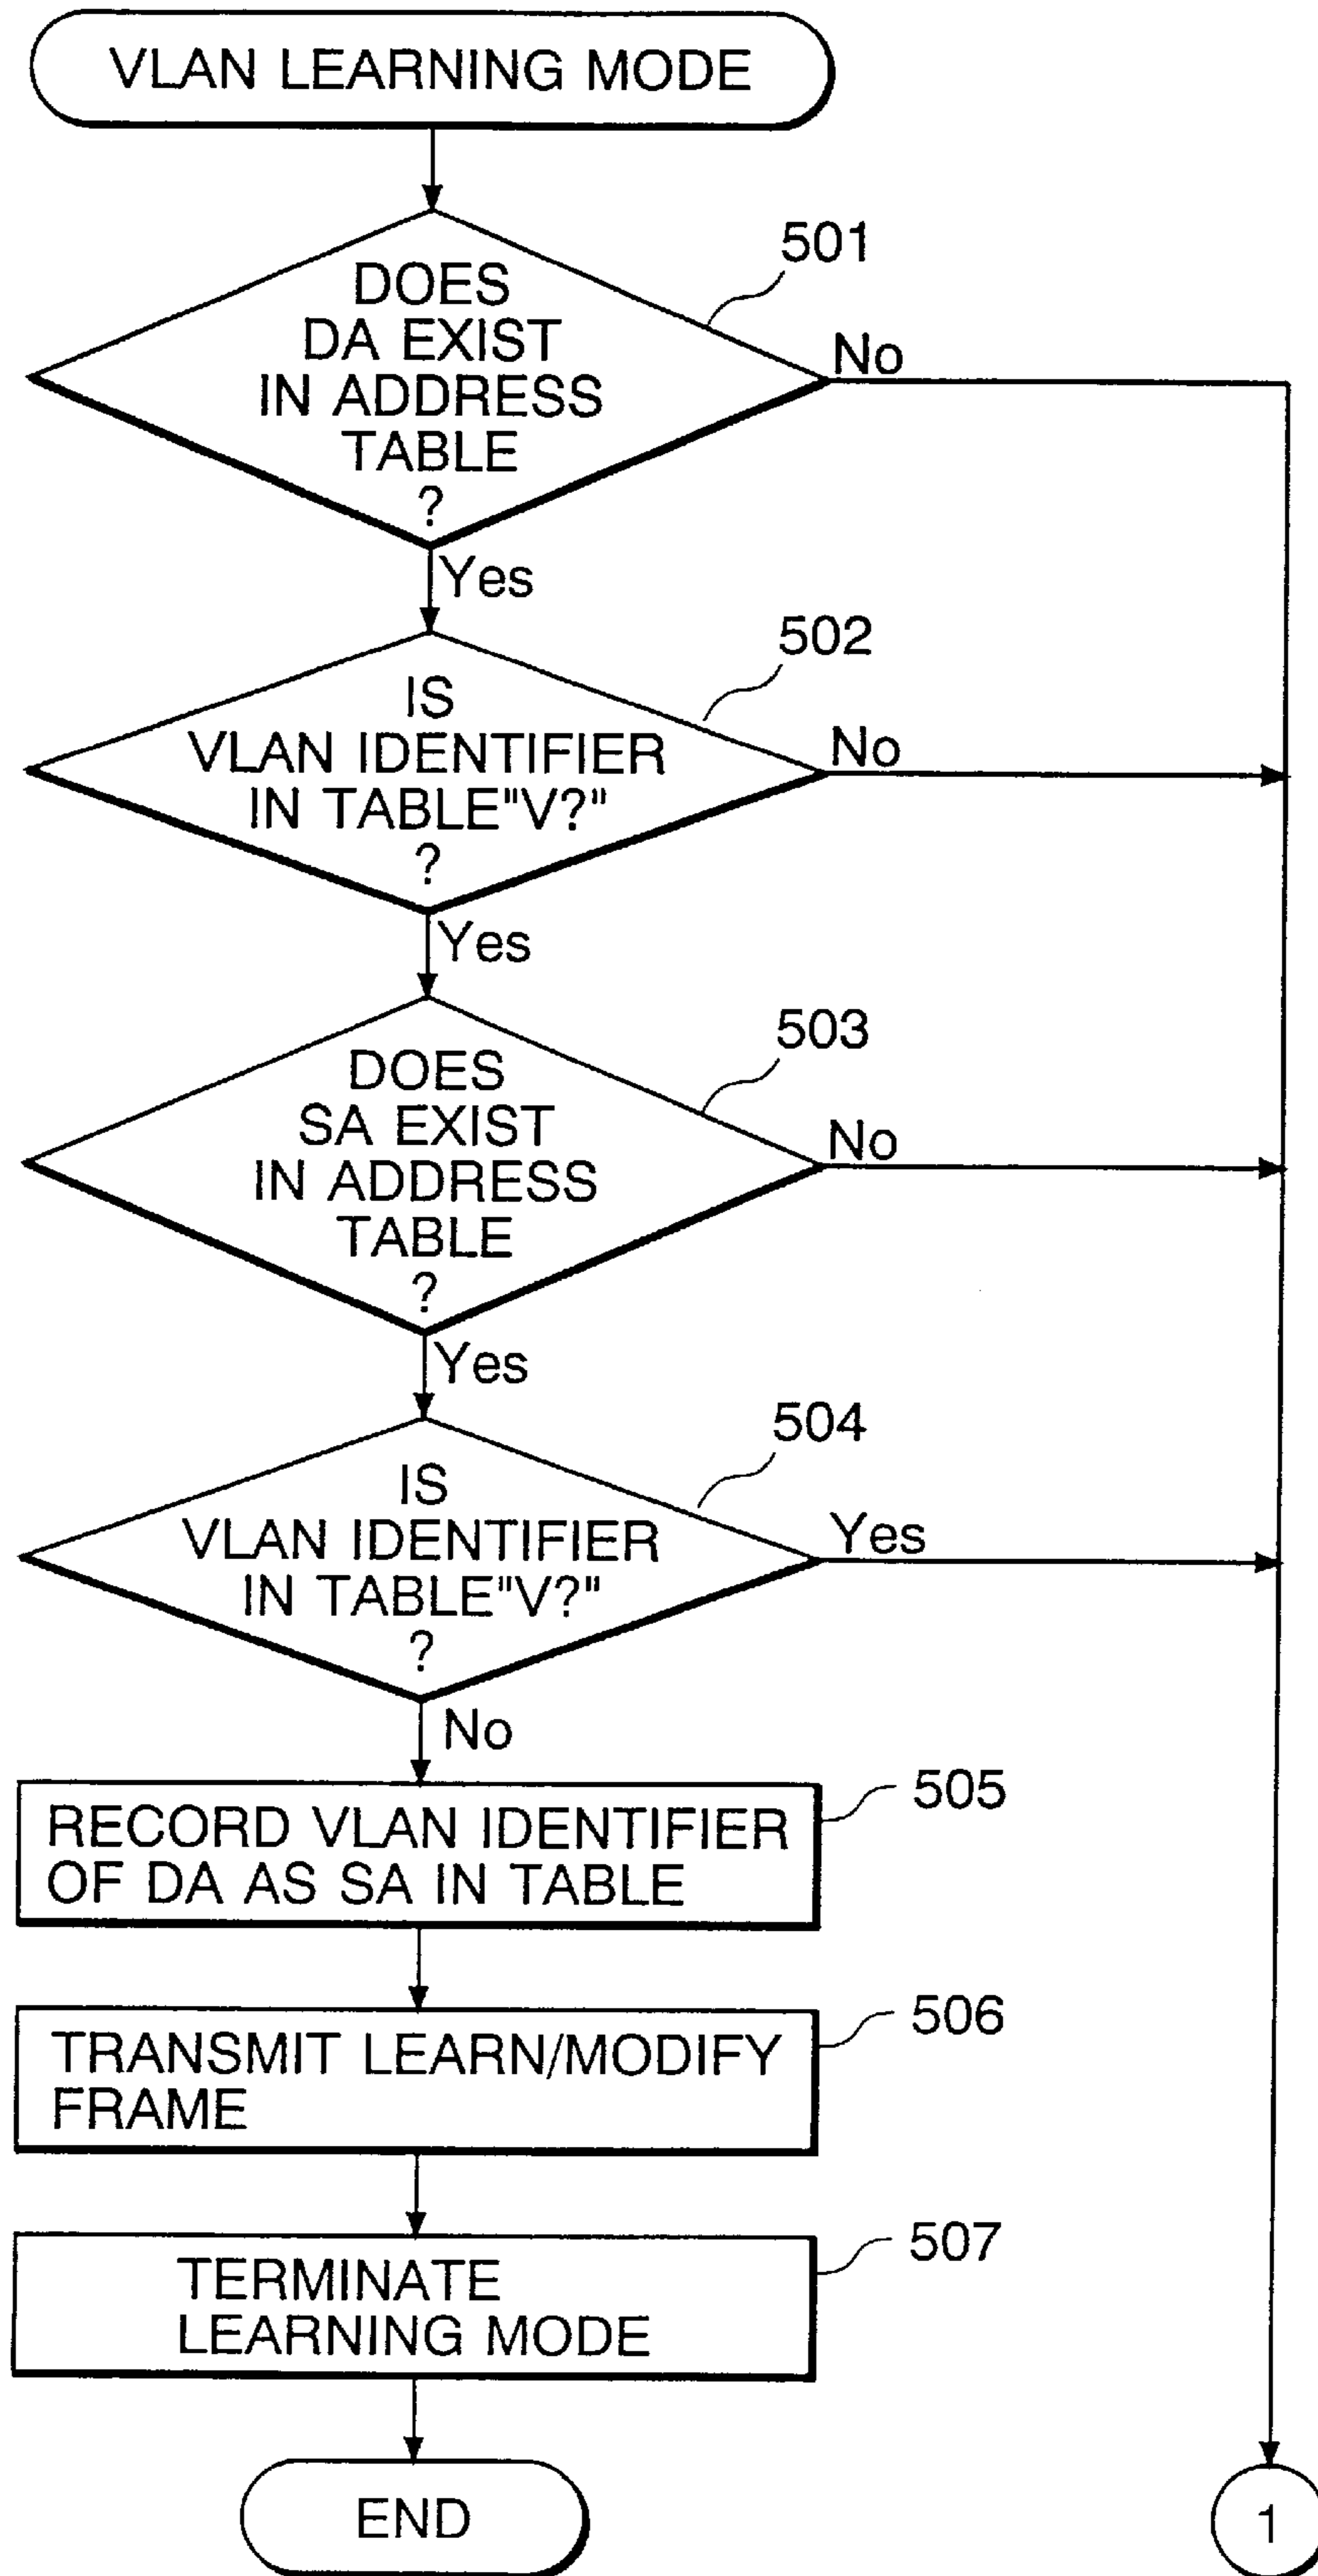 VLAN LEARNING MODE
501
DOES
DA EXIST
IN ADDRESS
TABLE
?
No
Yes
502
IS
VLAN IDENTIFIER
IN TABLE"V?"
?
No
Yes
503
DOES
SA EXIST
IN ADDRESS
TABLE
?
No
Yes
504
IS
VLAN IDENTIFIER
IN TABLE"V?"
?
Yes
No
505
RECORD VLAN IDENTIFIER
OF DA AS SA IN TABLE
506
TRANSMIT LEARN/MODIFY
FRAME
507
TERMINATE
LEARNING MODE
END
1